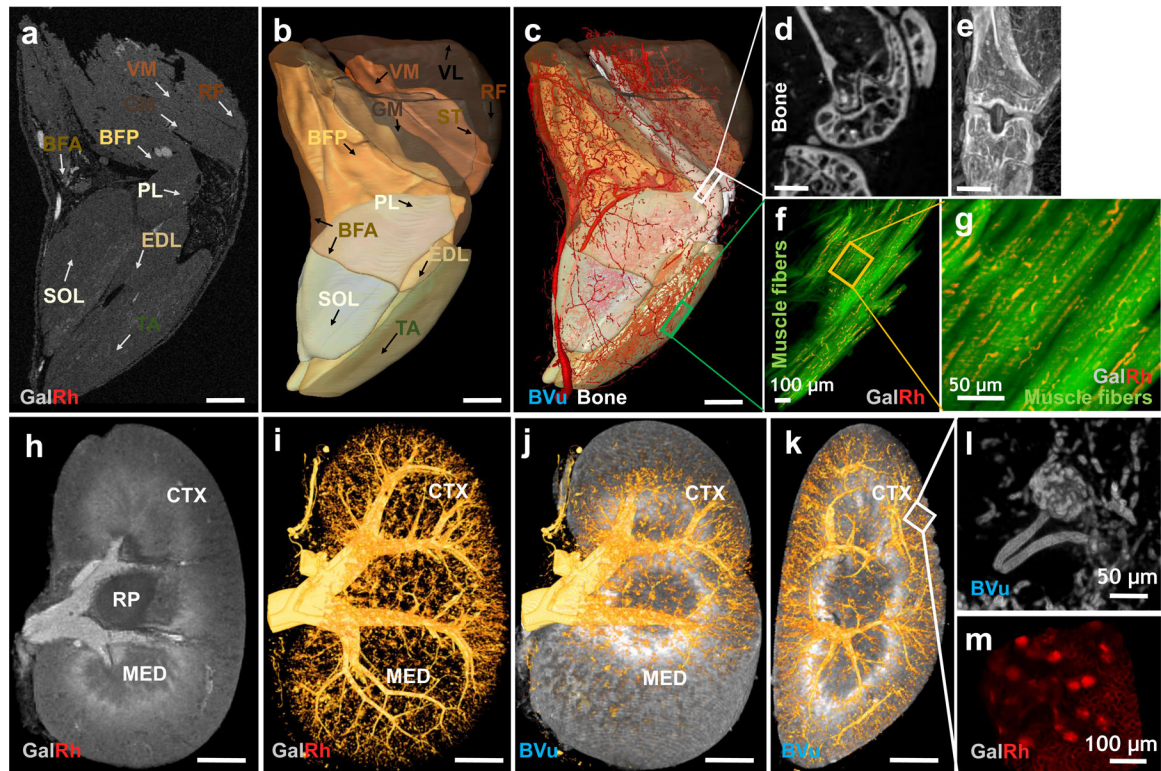 a
VM
GM
RF
BFP
BFA
PL
EDL
SOL
TA
GalRh
b
VL
VM
RF
GM
ST
BFP
PL
BFA
EDL
SOL
TA
c
BVu Bone
d
Bone
e
f
Muscle fibers
100 µm
GalRh
g
50 µm
GalRh
Muscle fibers
h
CTX
RP
MED
GalRh
i
CTX
MED
GalRh
j
CTX
MED
BVu
k
CTX
BVu
l
50 µm
BVu
m
GalRh
100 µm